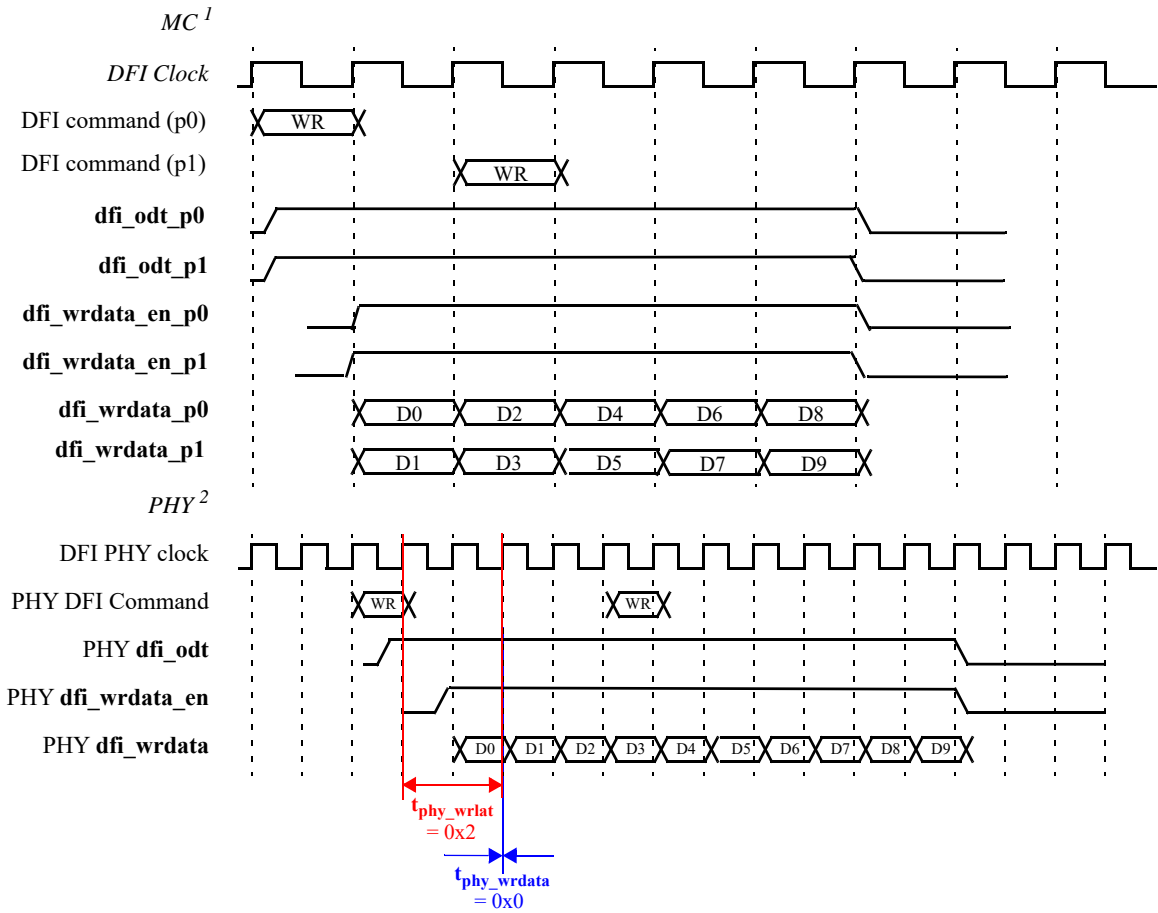 MC 1
DFI Clock
DFI command (p0)
WR
DFI command (p1)
WR
dfi_odt_p0
dfi_odt_p1
dfi_wrdata_en_p0
dfi_wrdata_en_p1
dfi_wrdata_p0
D0 D2 D4 D6 D8
dfi_wrdata_p1
D1 D3 D5 D7 D9
PHY 2
DFI PHY clock
PHY DFI Command
WR WR
PHY dfi_odt
PHY dfi_wrdata_en
PHY dfi_wrdata
D0 D1 D2 D3 D4 D5 D6 D7 D8 D9
tphy_wrlat
= 0x2
tphy_wrdata
= 0x0